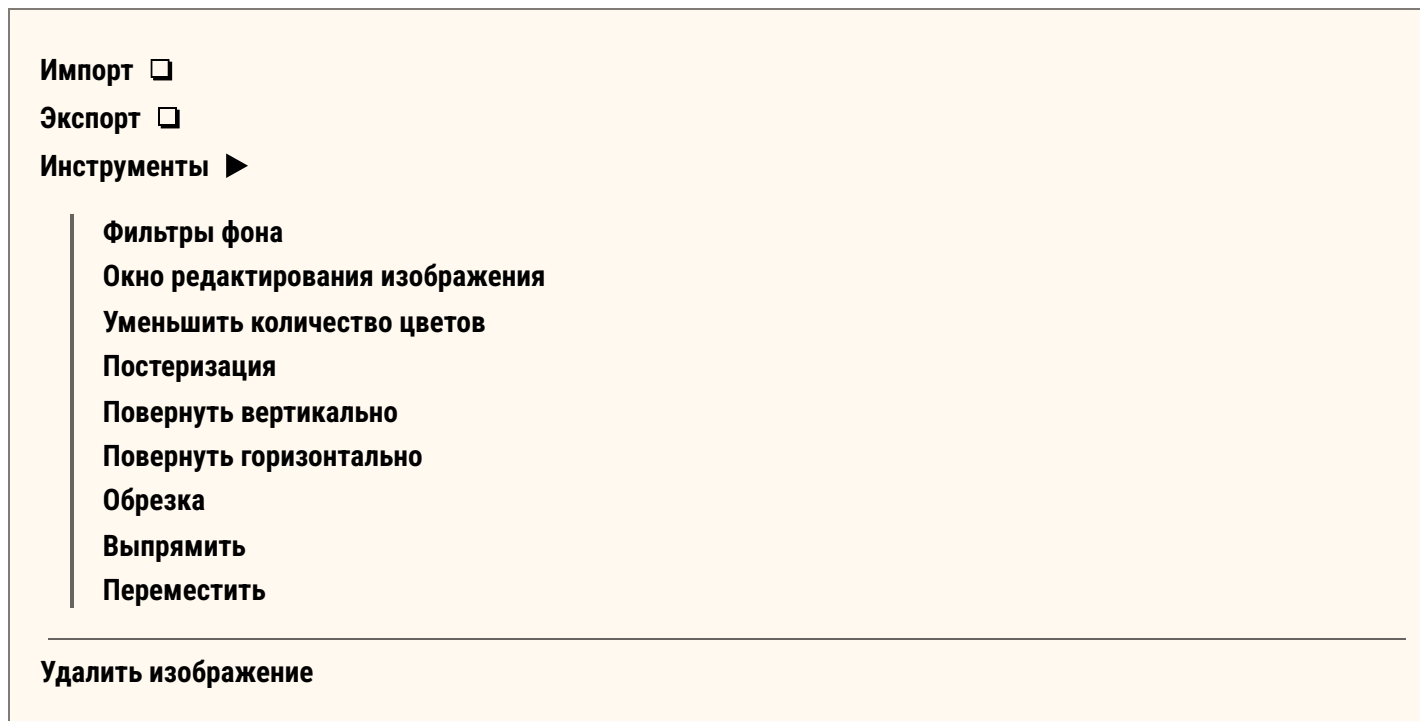 Импорт ❏
Экспорт ❏
Инструменты ▶
Фильтры фона
Окно редактирования изображения
Уменьшить количество цветов
Постеризация
Повернуть вертикально
Повернуть горизонтально
Обрезка
Выпрямить
Переместить
Удалить изображение